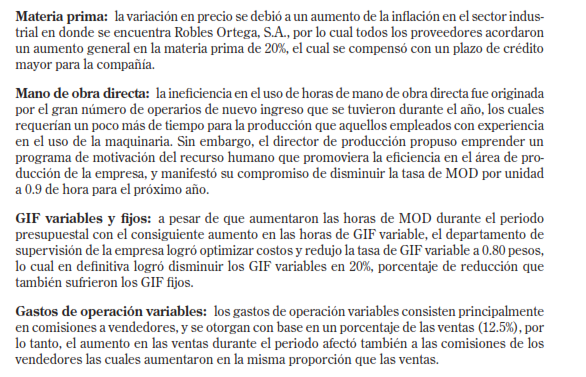 Materia prima: la variación en precio se debió a un aumento de la inflación en el sector indus-
trial en donde se encuentra Robles Ortega, S.A., por lo cual todos los proveedores acordaron
un aumento general en la materia prima de 20%, el cual se compensó con un plazo de crédito
mayor para la compañía.
Mano de obra directa: la ineficiencia en el uso de horas de mano de obra directa fue originada
por el gran número de operarios de nuevo ingreso que se tuvieron durante el año, los cuales
requerían un poco más de tiempo para la producción que aquellos empleados con experiencia
en el uso de la maquinaria. Sin embargo, el director de producción propuso emprender un
programa de motivación del recurso humano que promoviera la eficiencia en el área de pro-
ducción de la empresa, y manifestó su compromiso de disminuir la tasa de MOD por unidad
a 0.9 de hora para el próximo año.
GIF variables y fijos: a pesar de que aumentaron las horas de MOD durante el periodo
presupuestal con el consiguiente aumento en las horas de GIF variable, el departamento de
supervisión de la empresa logró optimizar costos y redujo la tasa de GIF variable a 0.80 pesos,
lo cual en definitiva logró disminuir los GIF variables en 20%, porcentaje de reducción que
también sufrieron los GIF fijos.
Gastos de operación variables: los gastos de operación variables consisten principalmente
en comisiones a vendedores, y se otorgan con base en un porcentaje de las ventas (12.5%), por
lo tanto, el aumento en las ventas durante el periodo afectó también a las comisiones de los
vendedores las cuales aumentaron en la misma proporción que las ventas.